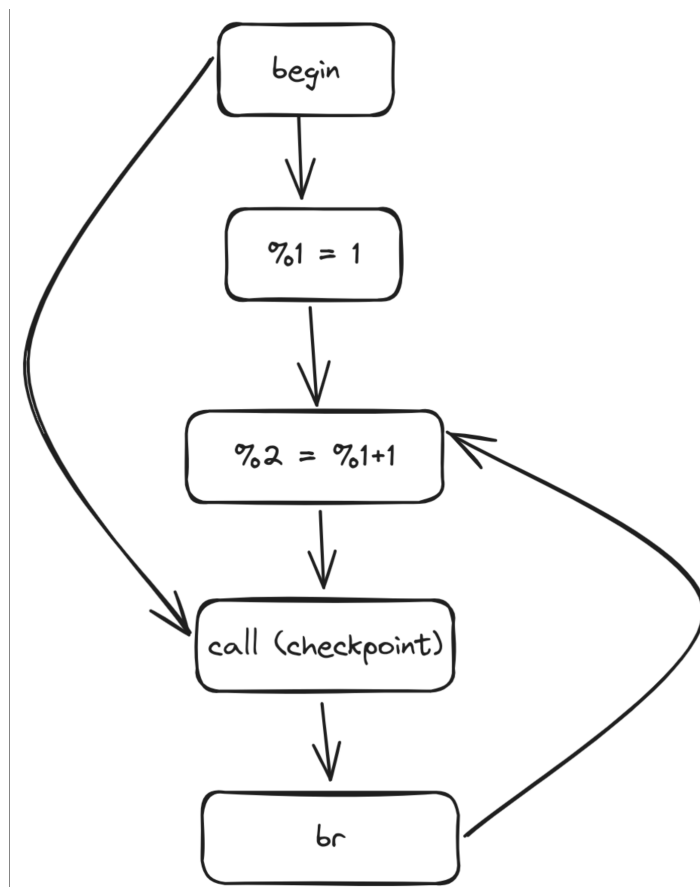 begin
%1 = 1
%2 = %1+1
call (checkpoint)
br